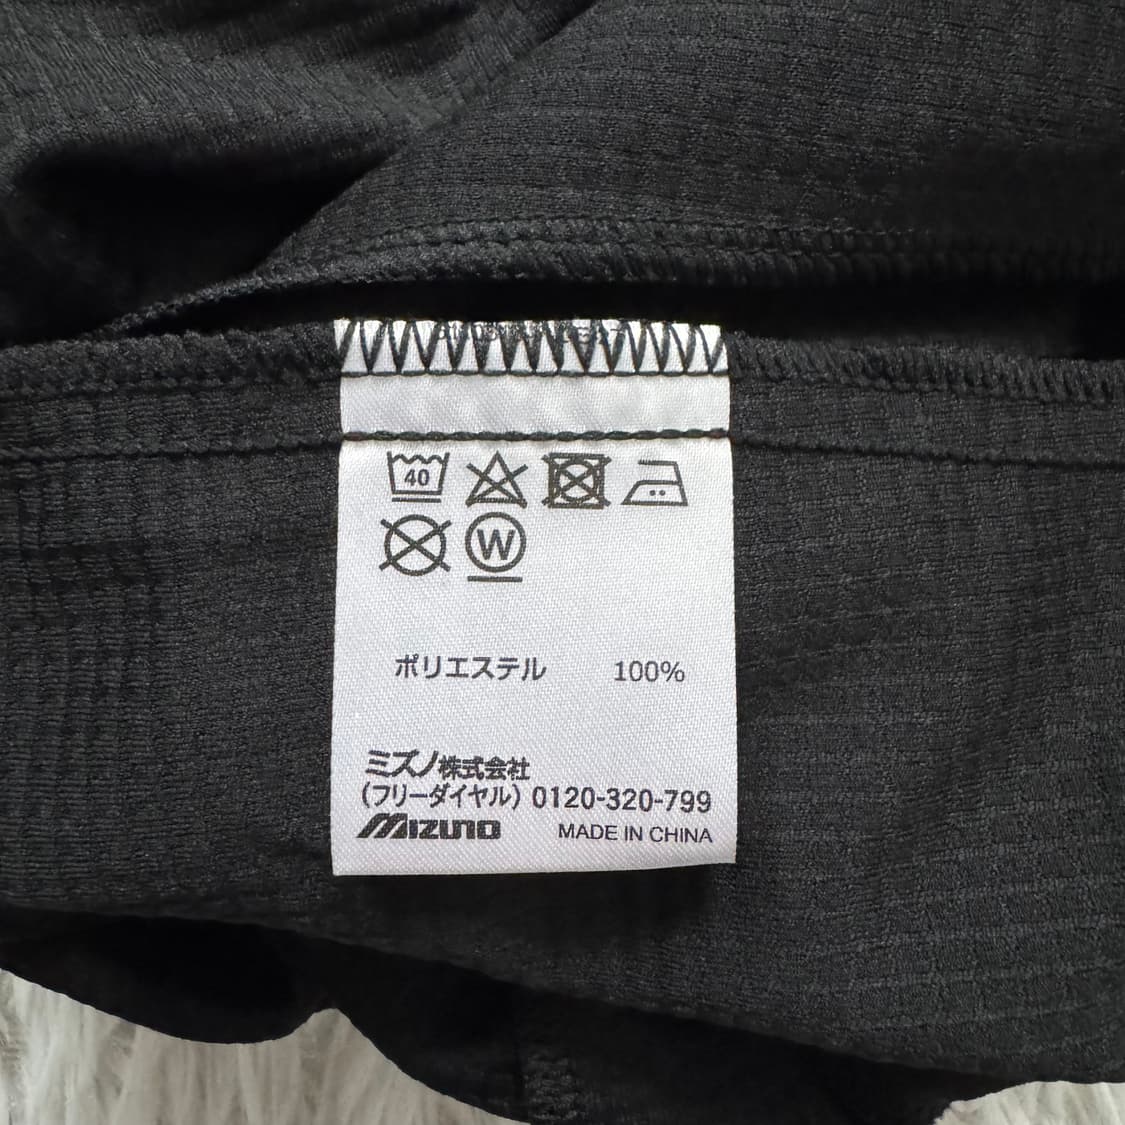 40
W
ポリエステル 100%
ミズノ株式会社
(フリーダイヤル) 0120-320-799
MIZUNO MADE IN CHINA